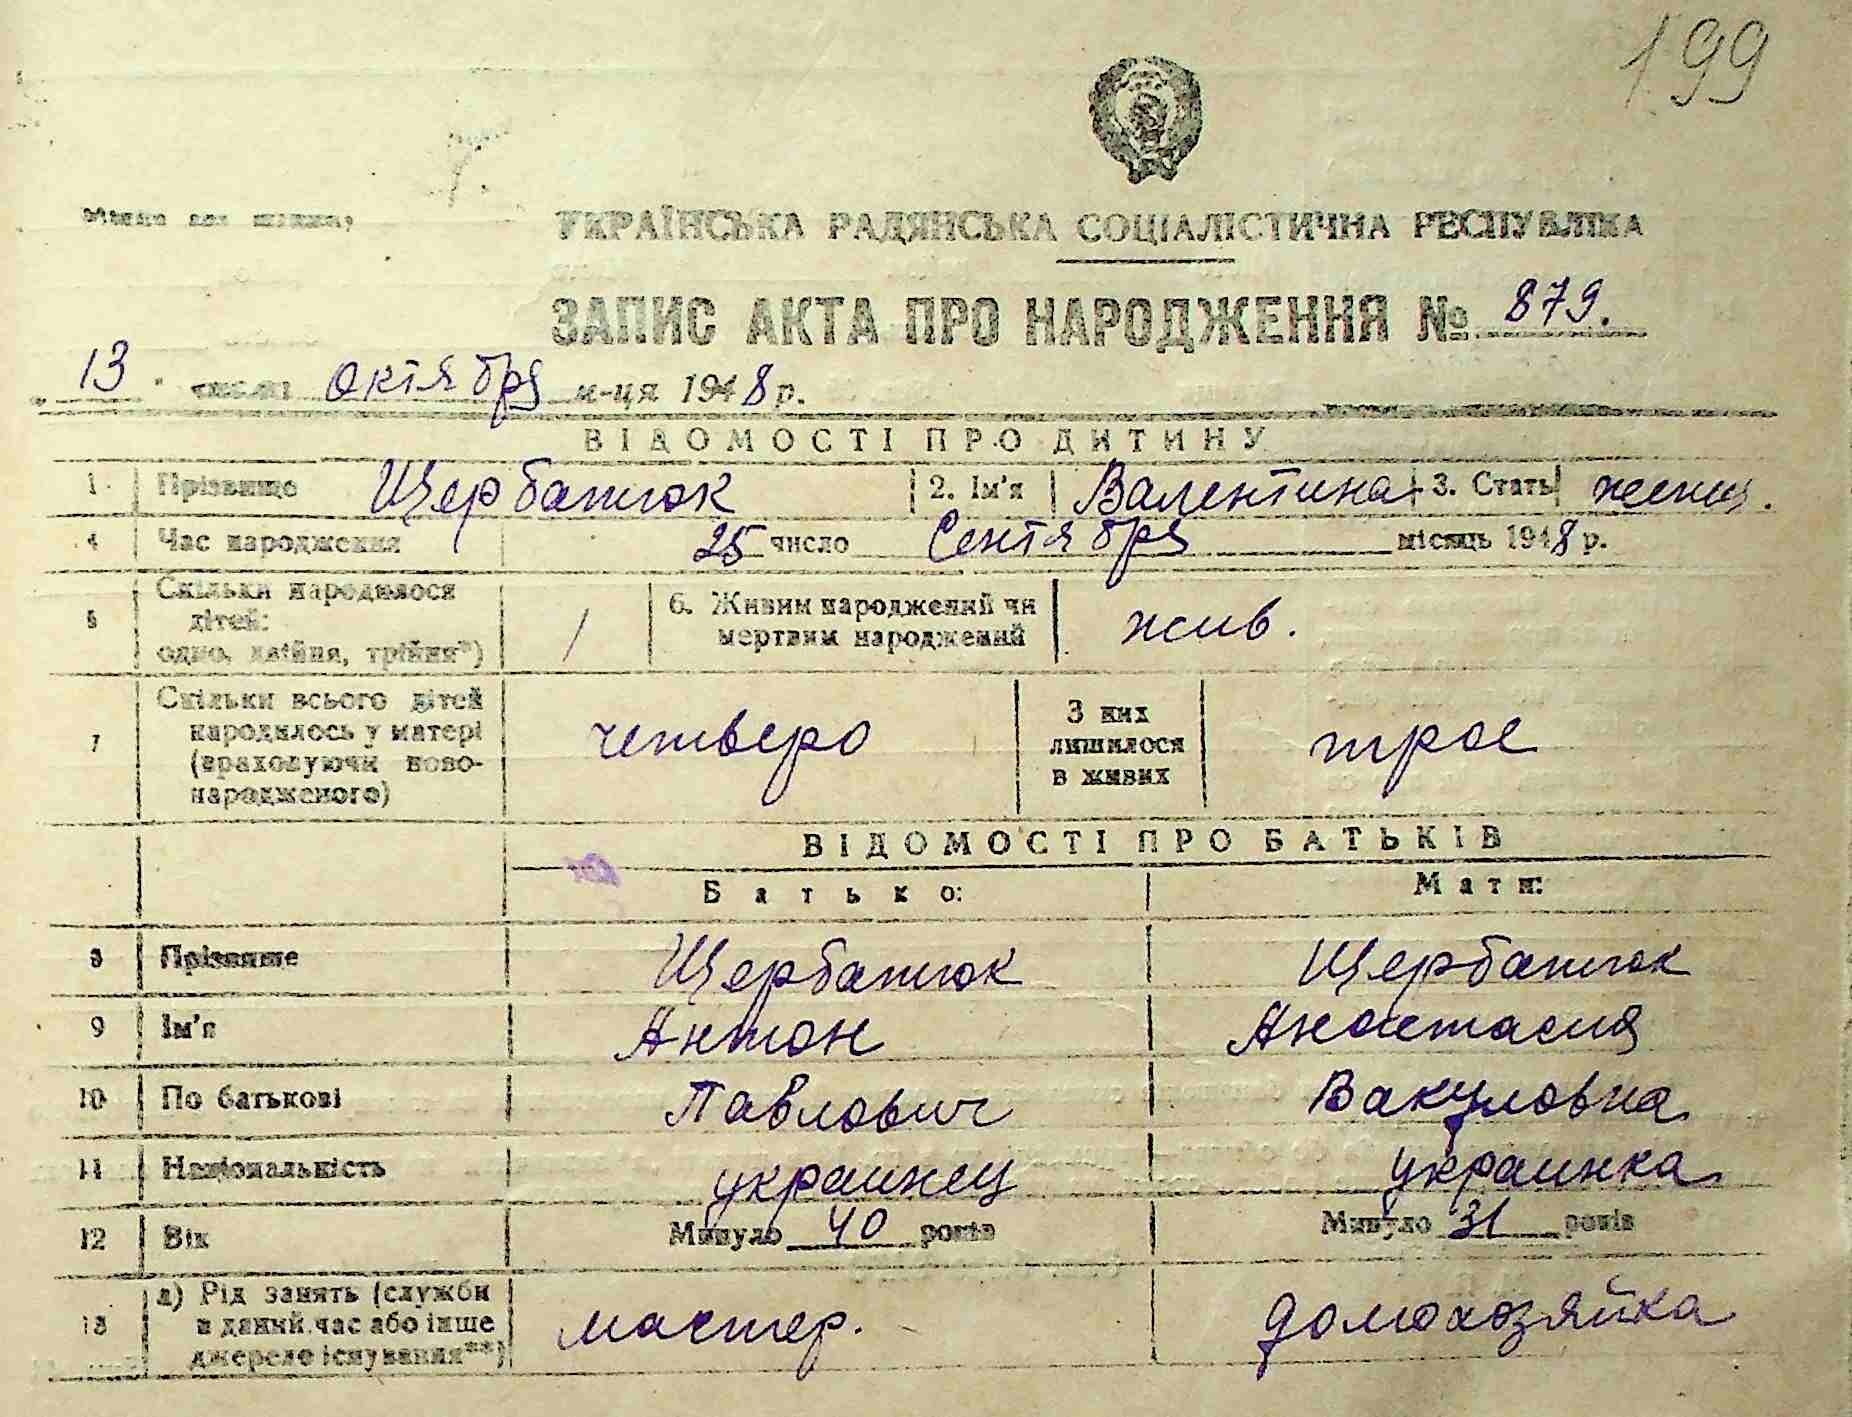 199
Місце для штампу
УКРАЇНСЬКА РАДЯНСЬКА СОЦІАЛІСТИЧНА РЕСПУБЛІКА
ЗАПИС АКТА ПРО НАРОДЖЕННЯ № 879.
13 числа октября м-ця 1948 р.
ВІДОМОСТІ ПРО ДИТИНУ
1 Прізвище Щербатюк 2. Ім'я Валентина 3. Стать женщ.
4 Час народження 25 число Сентября місяць 1948 р.
5 Скільки народилося дітей: одно, двійня, трійня*) 1 6. Живим народжений чи мертвим народжений жив.
7 Скільки всього дітей народилось у матері (враховуючи новонародженого) четверо З них лишилося в живих трое
ВІДОМОСТІ ПРО БАТЬКІВ
Батько: Мати:
8 Прізвище Щербатюк Щербатюк
9 Ім'я Антон Анастасия
10 По батькові Павлович Вакуловна
11 Національність украинец украинка
12 Вік Минуло 40 років Минуло 31 років
13 а) Рід занять (служби в даний час або інше джерело існування**) мастер. домохозяйка